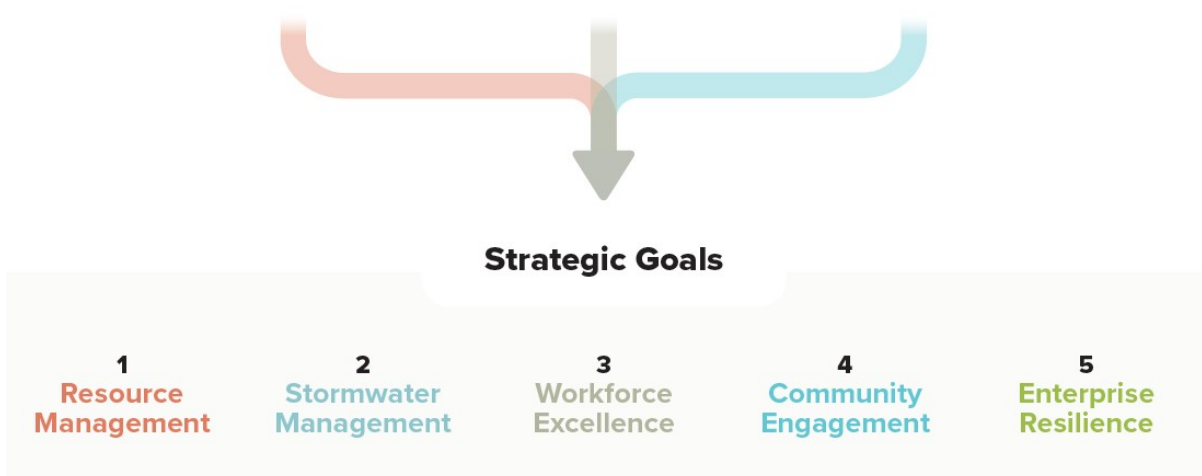 Strategic Goals
1
Resource
Management
2
Stormwater
Management
3
Workforce
Excellence
4
Community
Engagement
5
Enterprise
Resilience